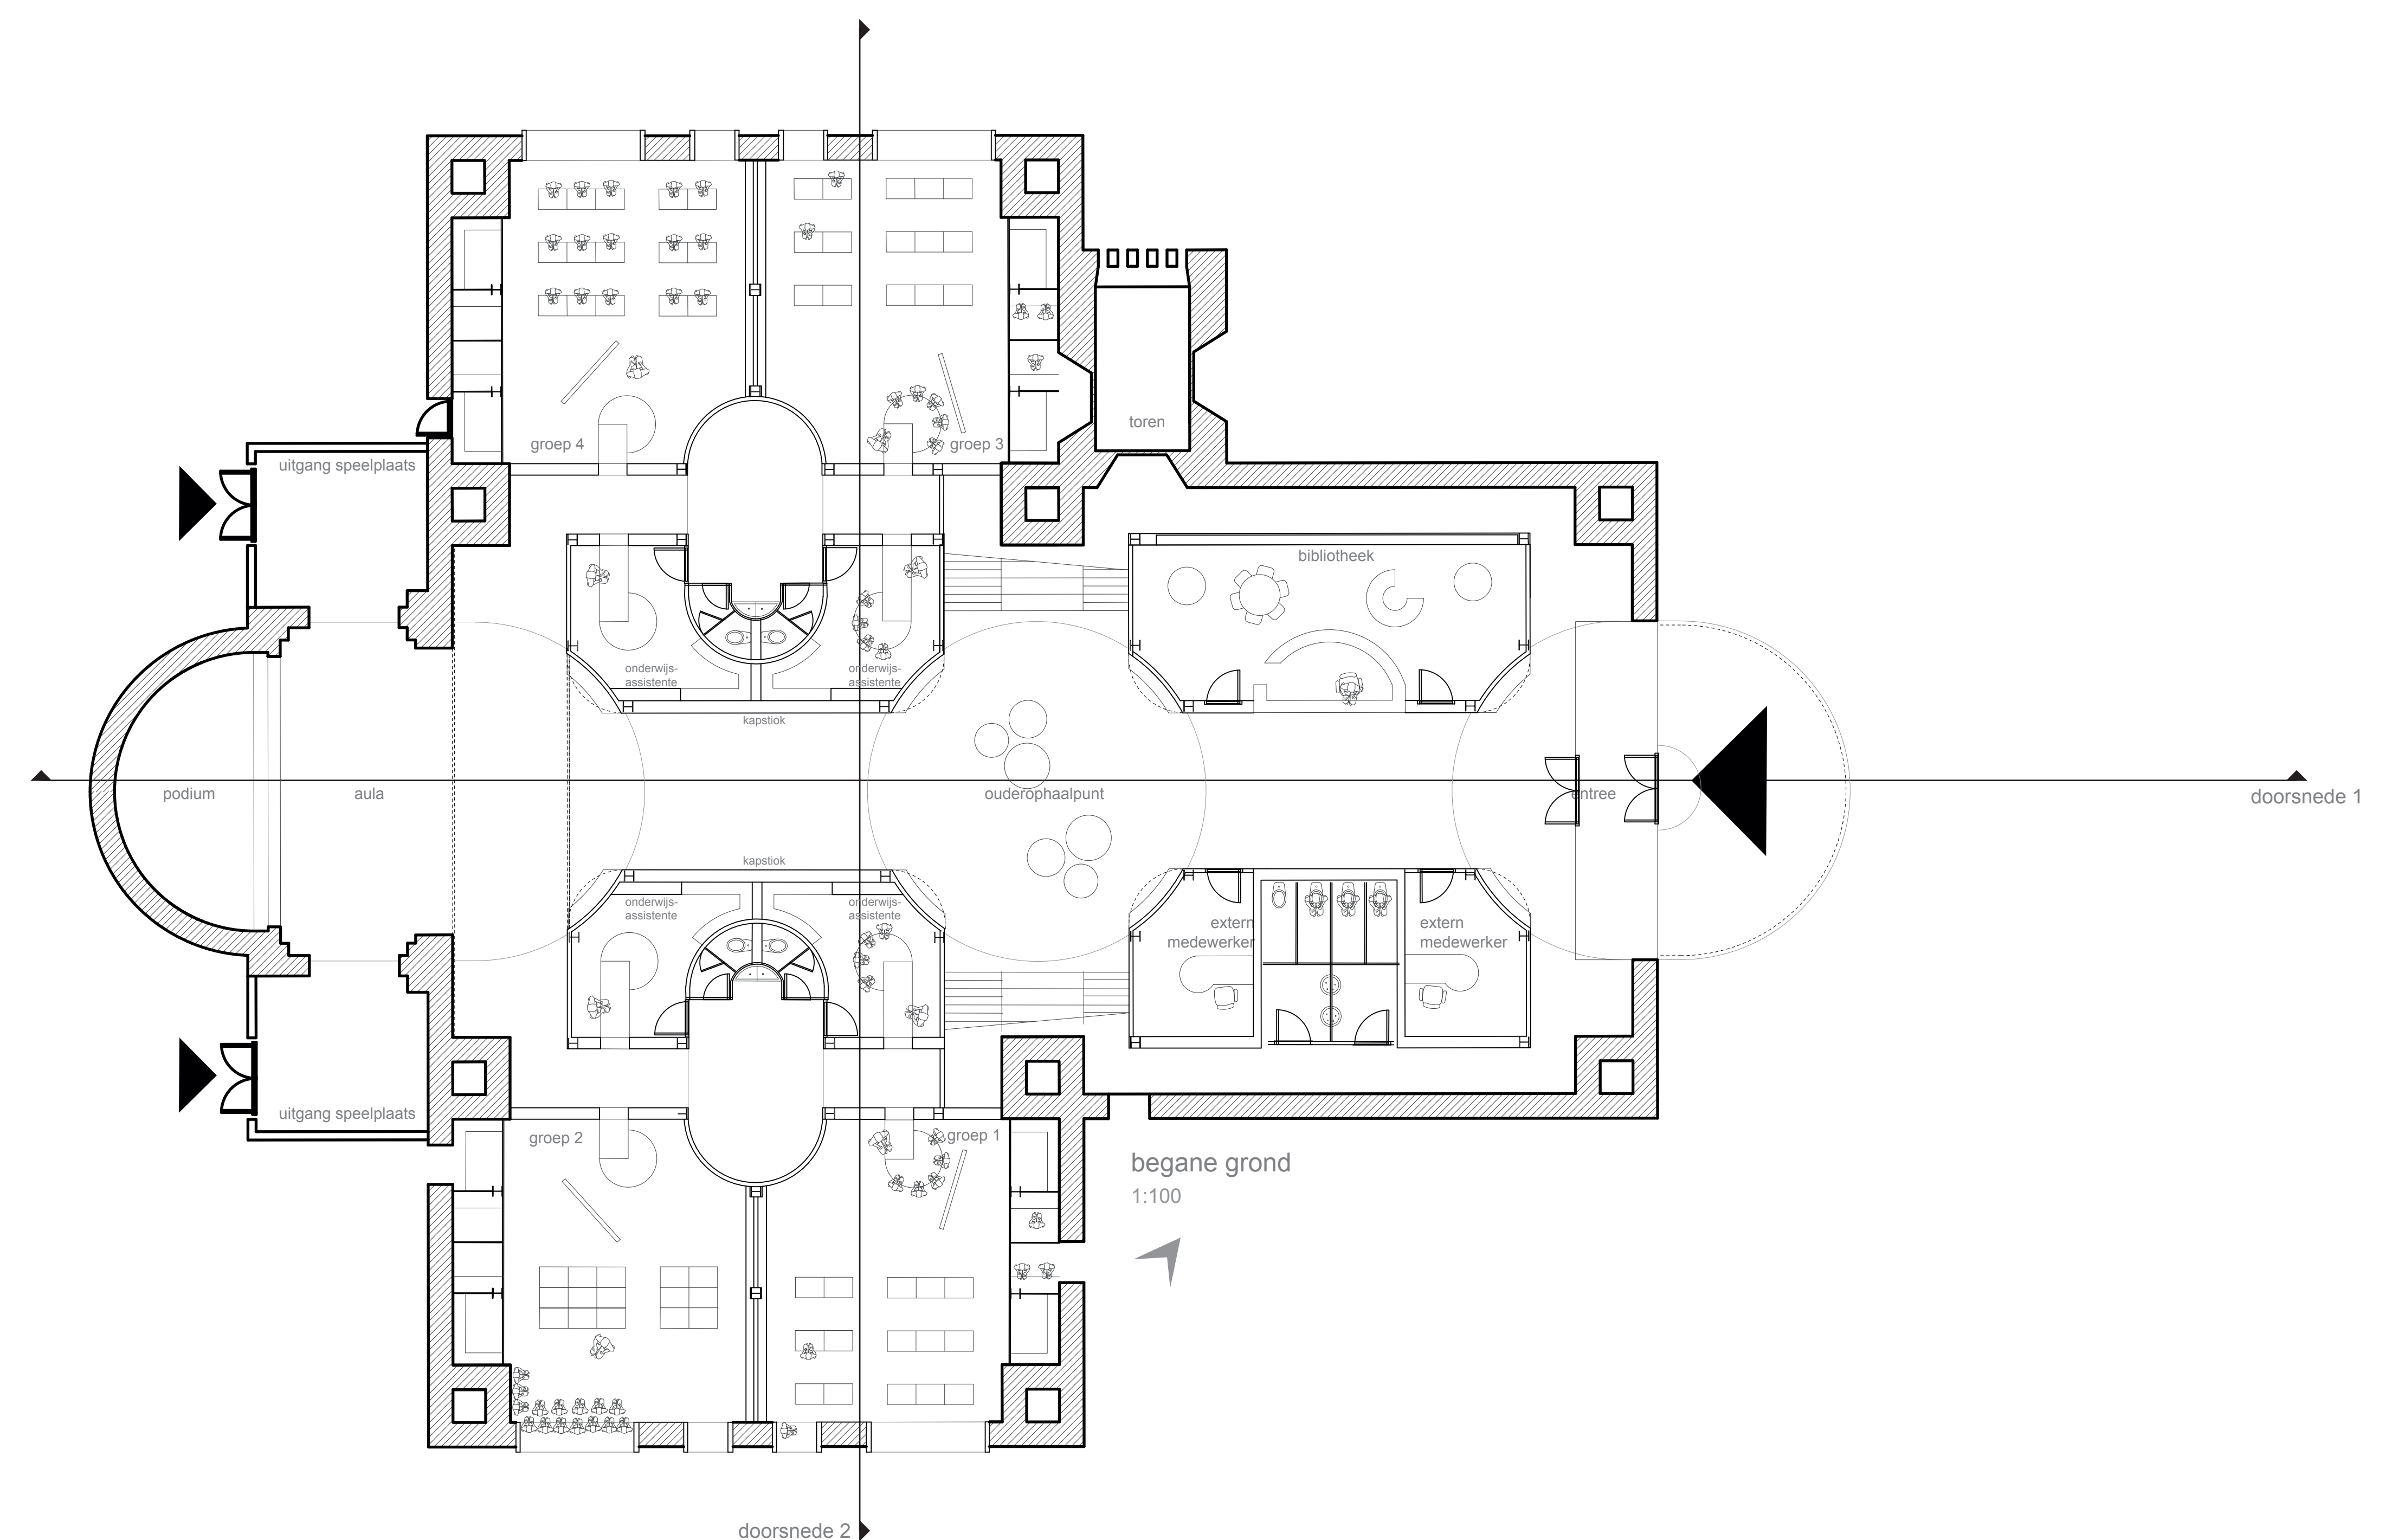 toren
groep 4
groep 3
uitgang speelplaats
bibliotheek
onderwijs-
assistente
onderwijs-
assistente
kapstiok
podium
aula
ouderophaalpunt
entree
doorsnede 1
kapstiok
onderwijs-
assistente
onderwijs-
assistente
extern
medewerker
extern
medewerker
uitgang speelplaats
groep 2
groep 1
begane grond
1:100
doorsnede 2